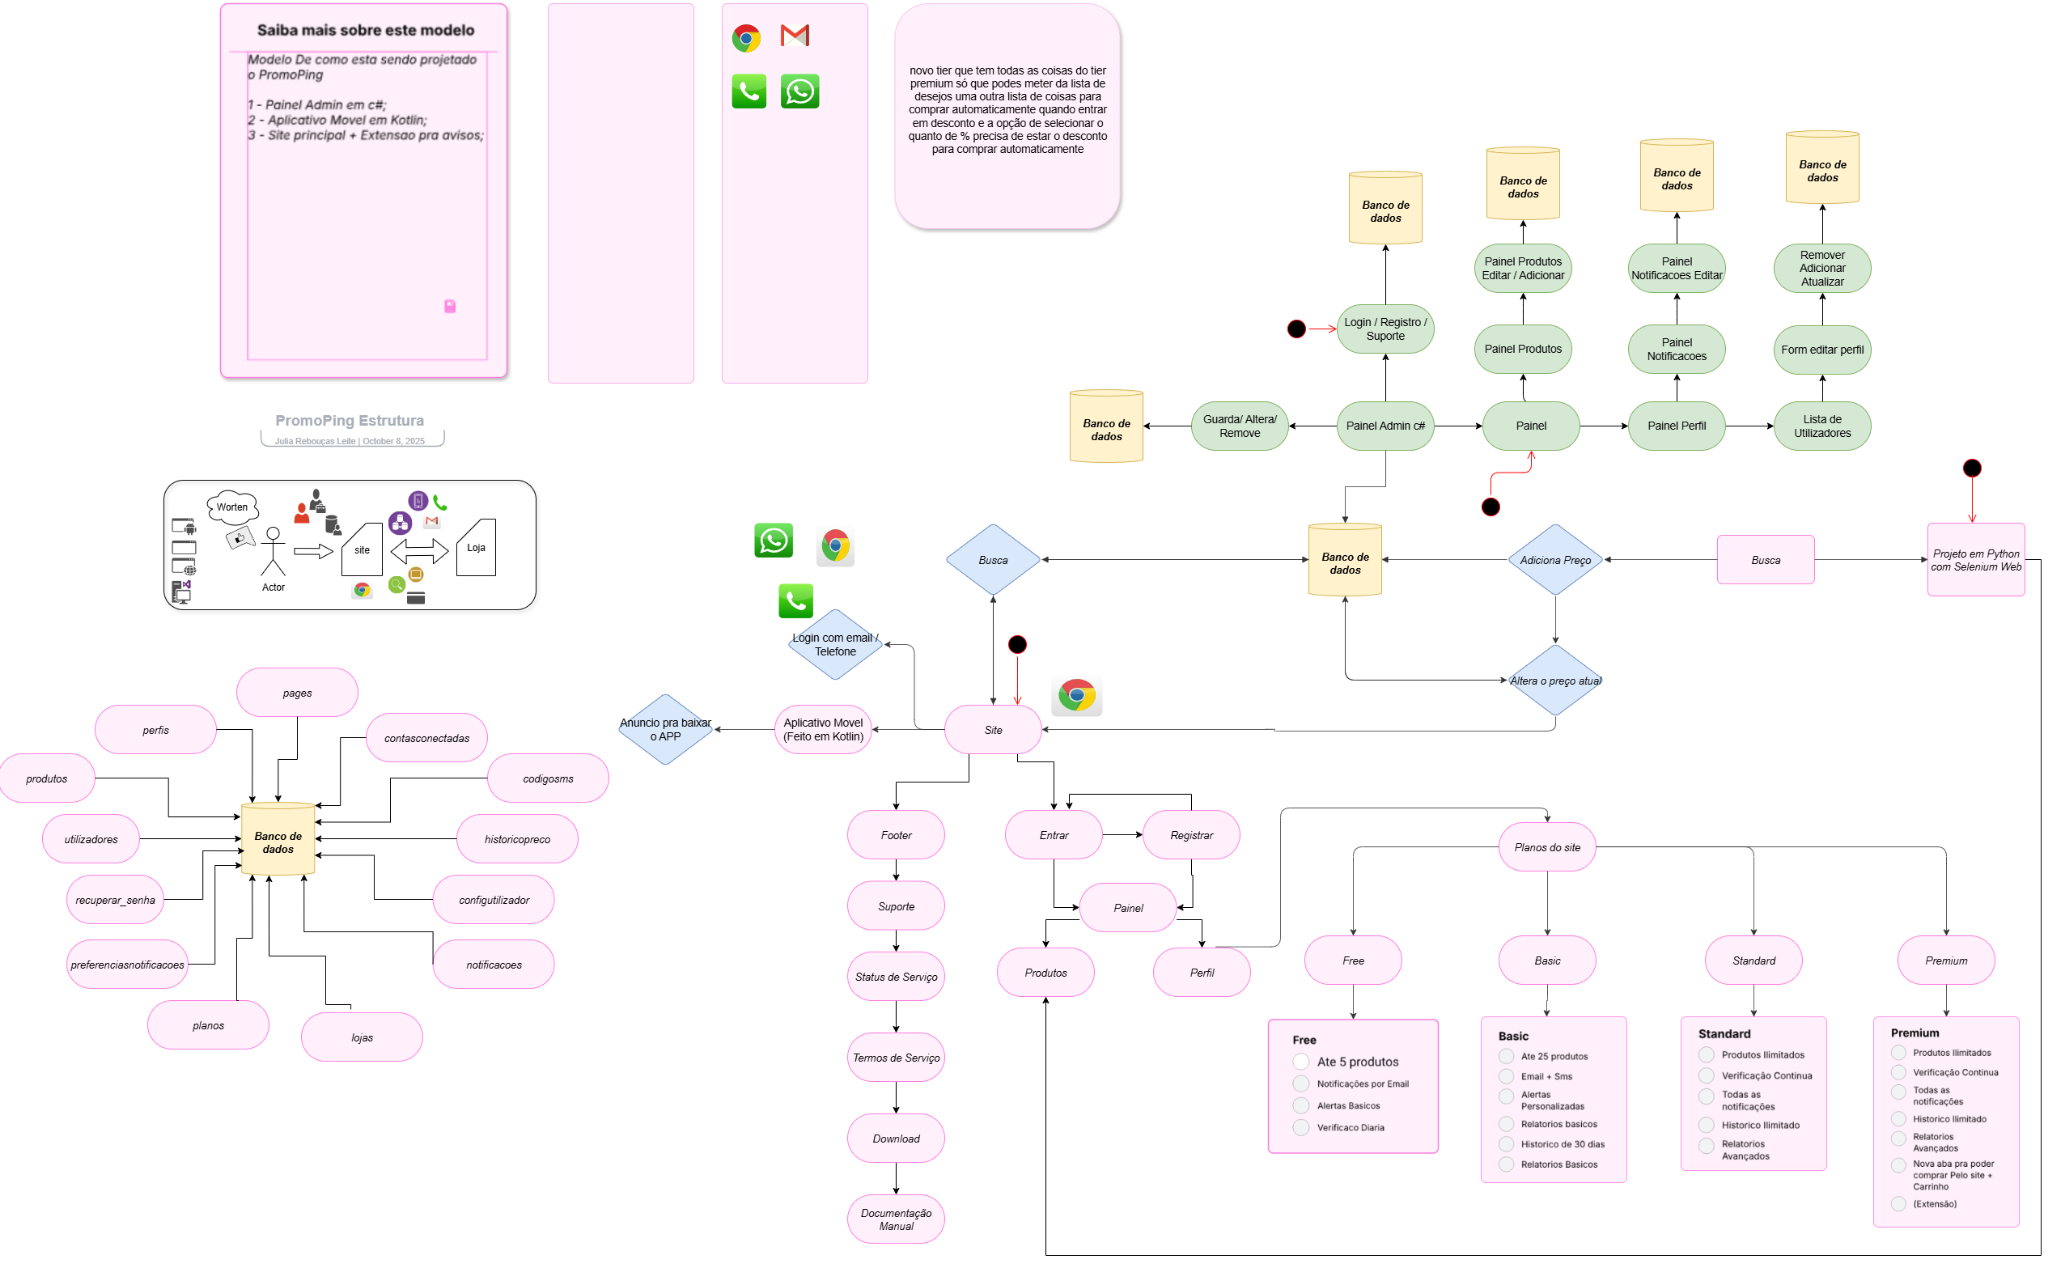 Saiba mais sobre este modelo
Modelo De como esta sendo projetado
o PromoPing
1 - Painel Admin em c#;
2 - Aplicativo Movel em Kotlin;
3 - Site principal + Extensao pra avisos;
novo tier que tem todas as coisas do tier
premium só que podes meter da lista de
desejos uma outra lista de coisas para
comprar automaticamente quando entrar
em desconto e a opção de selecionar o
quanto de % precisa de estar o desconto
para comprar automaticamente
PromoPing Estrutura
Julia Rebouças Leite | October 8, 2025
Worten
Actor
site
Loja
Banco de
dados
Banco de
dados
Banco de
dados
Banco de
dados
Painel Produtos
Editar / Adicionar
Painel
Notificacoes Editar
Remover
Adicionar
Atualizar
Login / Registro /
Suporte
Painel Produtos
Painel
Notificacoes
Form editar perfil
Banco de
dados
Guarda/ Altera/
Remove
Painel Admin c#
Painel
Painel Perfil
Lista de
Utilizadores
Busca
Banco de
dados
Adiciona Preço
Busca
Projeto em Python
com Selenium Web
Login com email /
Telefone
Altera o preço atual
Anuncio pra baixar
o APP
Aplicativo Movel
(Feito em Kotlin)
Site
pages
perfis
contasconectadas
produtos
codigosms
utilizadores
Banco de
dados
historicopreco
recuperar_senha
configutilizador
preferenciasnotificacoes
notificacoes
planos
lojas
Footer
Entrar
Registrar
Suporte
Painel
Status de Serviço
Produtos
Perfil
Termos de Serviço
Download
Documentação
Manual
Planos do site
Free
Basic
Standard
Premium
Free
Ate 5 produtos
Notificações por Email
Alertas Basicos
Verificaco Diaria
Basic
Ate 25 produtos
Email + Sms
Alertas
Personalizadas
Relatorios basicos
Historico de 30 dias
Relatorios Basicos
Standard
Produtos Ilimitados
Verificação Continua
Todas as
notificações
Historico Ilimitado
Relatorios
Avançados
Premium
Produtos Ilimitados
Verificação Continua
Todas as
notificações
Historico Ilimitado
Relatorios
Avançados
Nova aba pra poder
comprar Pelo site +
Carrinho
(Extensão)